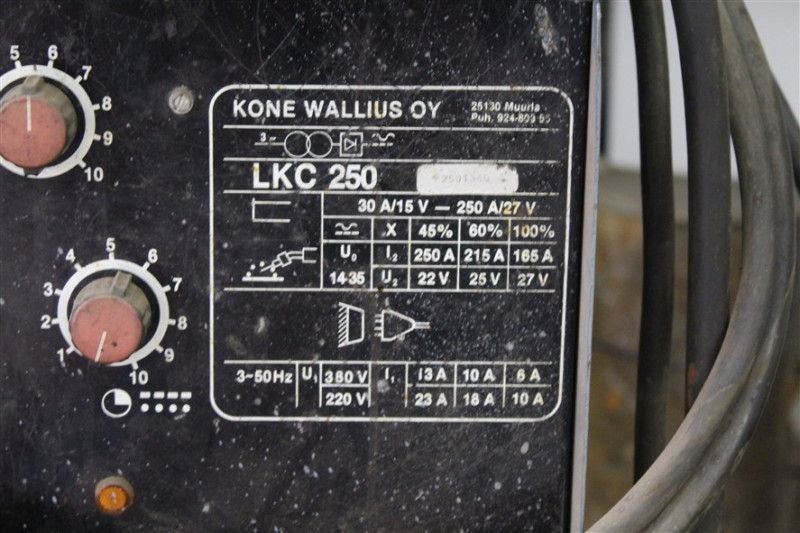 5 6 7 8 9 10
KONE WALLIUS OY
25130 Muurla
Puh. 924-803 55
3~
LKC 250
30 A/15 V — 250 A/27 V
X 45% 60% 100%
U₀ I₂ 250 A 215 A 165 A
14-35 U₂ 22 V 25 V 27 V
1 2 3 4 5 6 7 8 9 10
3~50Hz U₁ 380 V I₁ 13 A 10 A 6 A
220 V 23 A 18 A 10 A